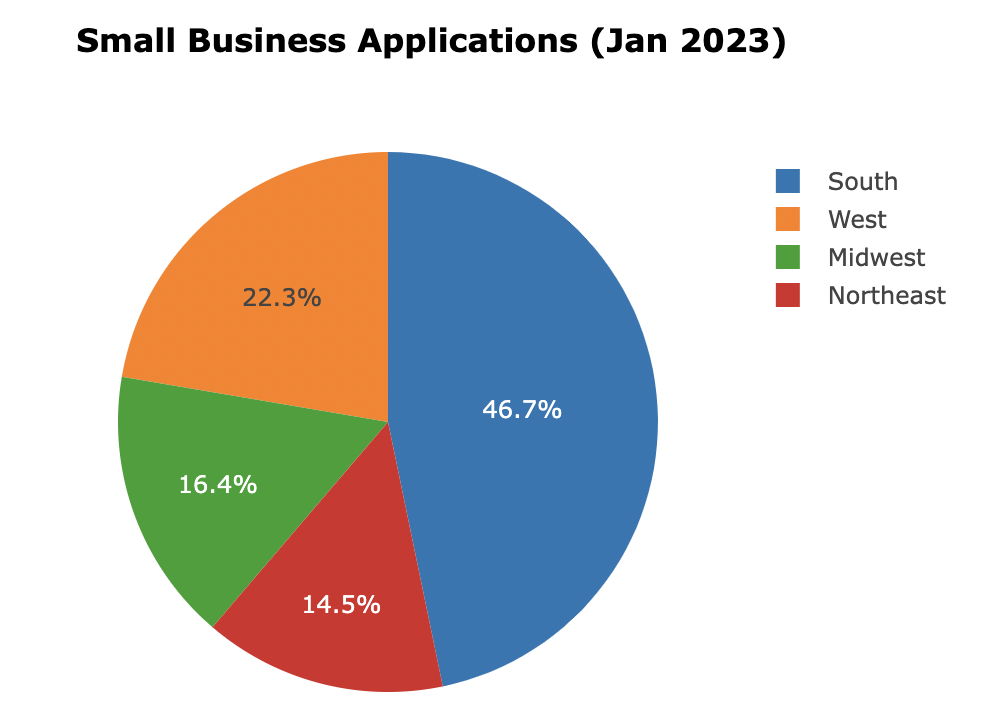 Small Business Applications (Jan 2023)
South
West
Midwest
Northeast
22.3%
46.7%
16.4%
14.5%